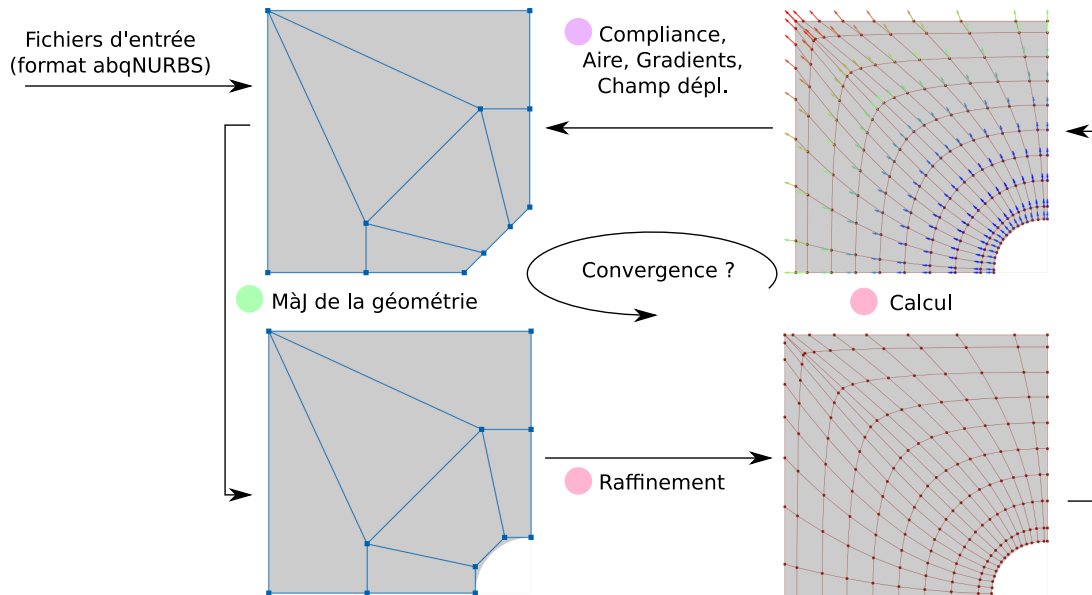 Fichiers d'entrée
(format abqNURBS)
Compliance,
Aire, Gradients,
Champ dépl.
Convergence ?
MàJ de la géométrie
Calcul
Raffinement